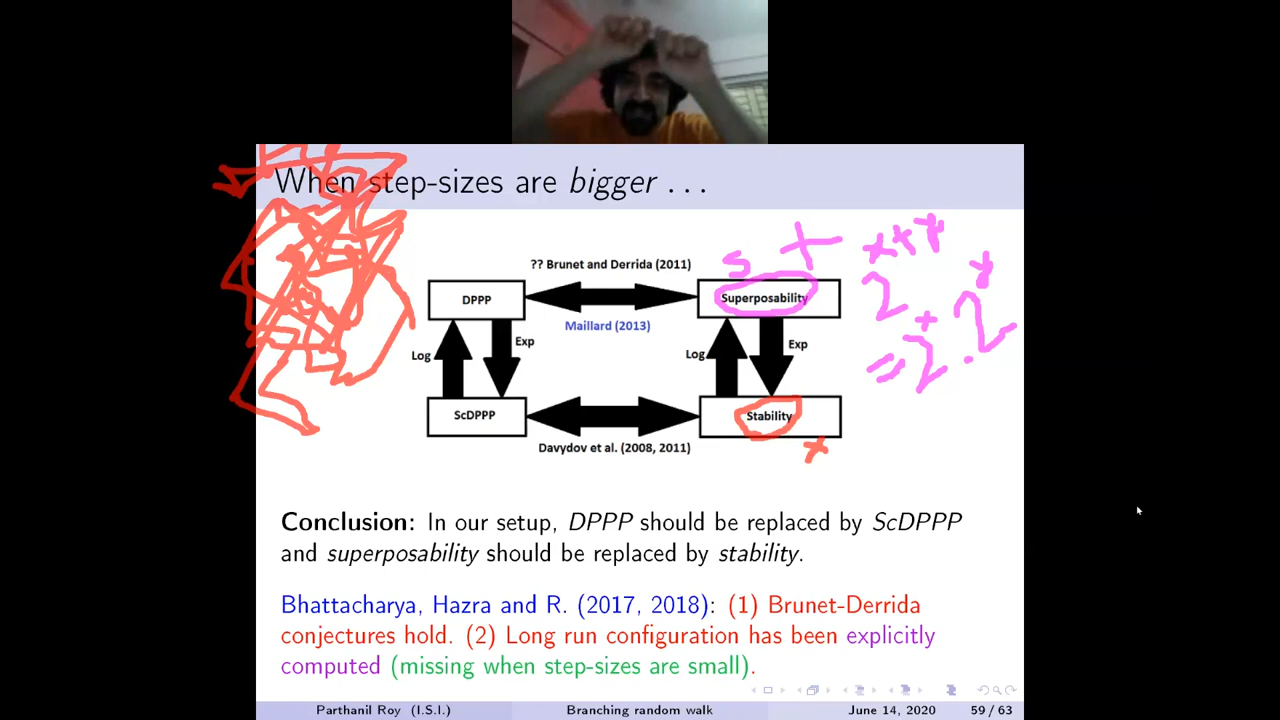 When step-sizes are bigger . . .
?? Brunet and Derrida (2011)
DPPP
Superposability
Maillard (2013)
Log
Exp
Log
Exp
ScDPPP
Stability
Davydov et al. (2008, 2011)
S +
2^{x+y}
= 2^{x} . 2^{y}
x
Conclusion: In our setup, DPPP should be replaced by ScDPPP
and superposability should be replaced by stability.
Bhattacharya, Hazra and R. (2017, 2018): (1) Brunet-Derrida
conjectures hold. (2) Long run configuration has been explicitly
computed (missing when step-sizes are small).
Parthanil Roy (I.S.I.)
Branching random walk
June 14, 2020
59 / 63